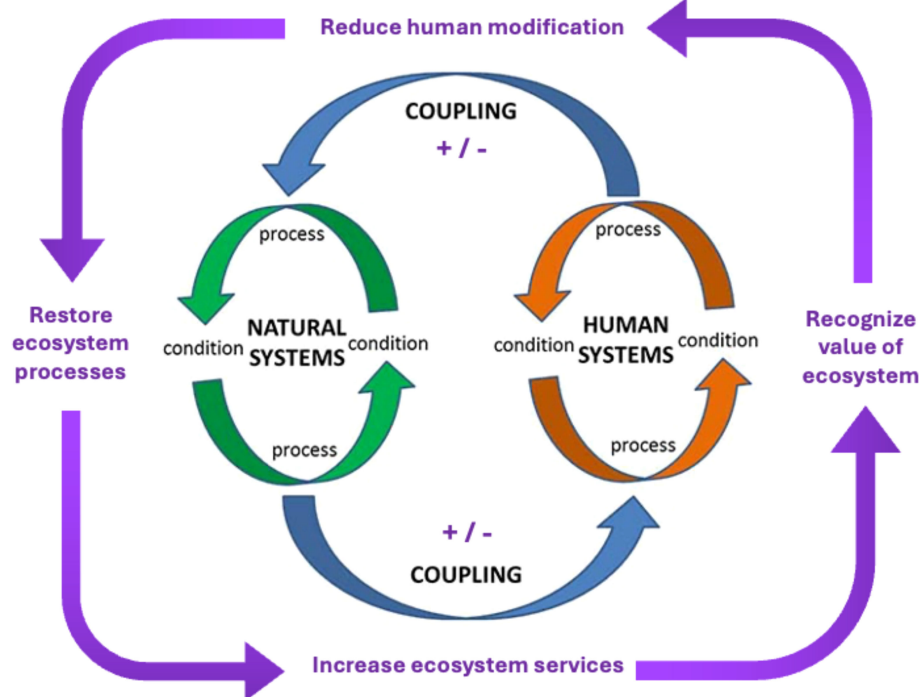 Reduce human modification
COUPLING
+ / -
process
process
NATURAL
SYSTEMS
condition
condition
HUMAN
SYSTEMS
condition
condition
Restore
ecosystem
processes
Recognize
value of
ecosystem
process
process
+ / -
COUPLING
Increase ecosystem services